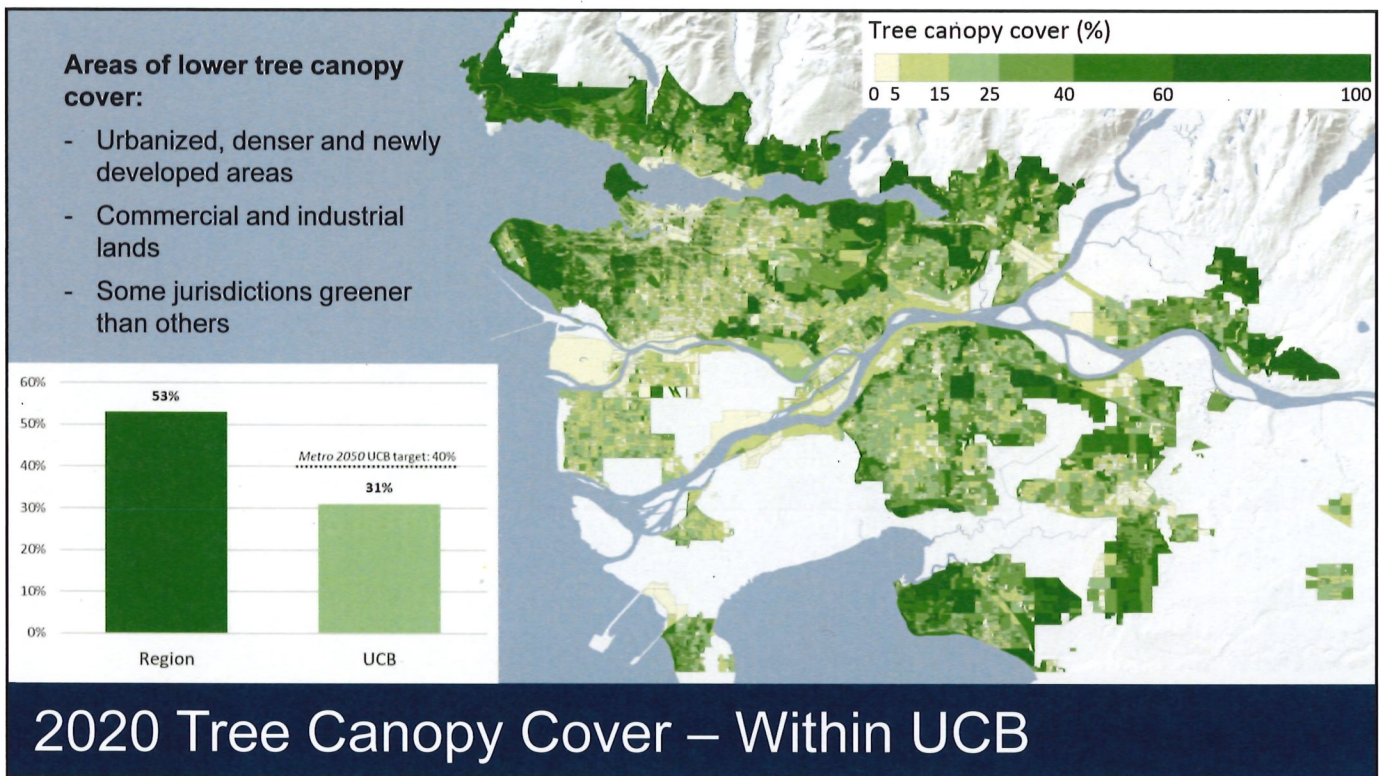 Areas of lower tree canopy
cover:
- Urbanized, denser and newly
developed areas
- Commercial and industrial
lands
- Some jurisdictions greener
than others
Tree canopy cover (%)
0 5 15 25 40 60 100
60%
50%
40%
30%
20%
10%
0%
53%
Metro 2050 UCB target: 40%
31%
Region UCB
2020 Tree Canopy Cover – Within UCB